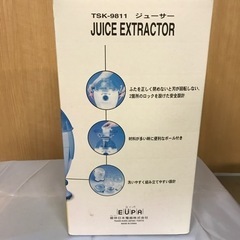 TSK-9811 ジューサー
JUICE EXTRACTOR
ふたを正しく閉めないと刃が回転しない、
2箇所のロックを設けた安全設計
材料が多い時に便利なポール付き
洗いやすく組み立てやすい設計
EUPA